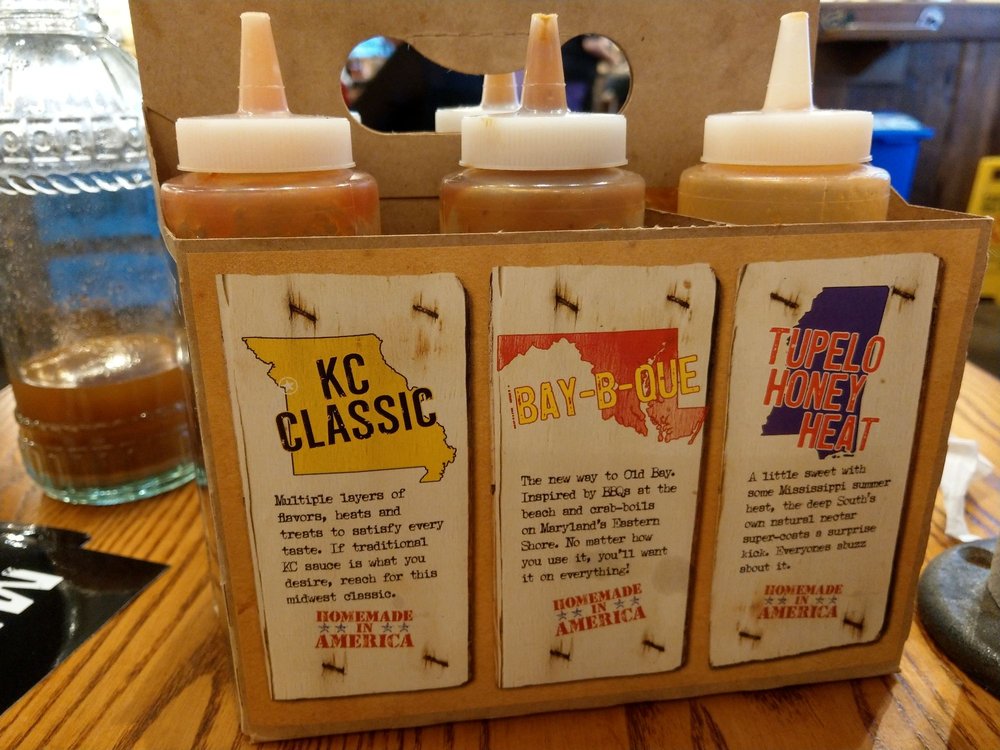 KC
CLASSIC
Multiple layers of
flavors, heats and
treats to satisfy every
taste. If traditional
KC sauce is what you
desire, reach for this
midwest classic.
HOMEMADE
IN
AMERICA
BAY-B-QUE
The new way to Old Bay.
Inspired by BBQs at the
beach and crab-boils
on Maryland's Eastern
Shore. No matter how
you use it, you'll want
it on everything!
HOMEMADE
IN
AMERICA
TUPELO
HONEY
HEAT
A little sweet with
some Mississippi summer
heat, the deep South's
own natural nectar
super-coats a surprise
kick. Everyones abuzz
about it.
HOMEMADE
IN
AMERICA